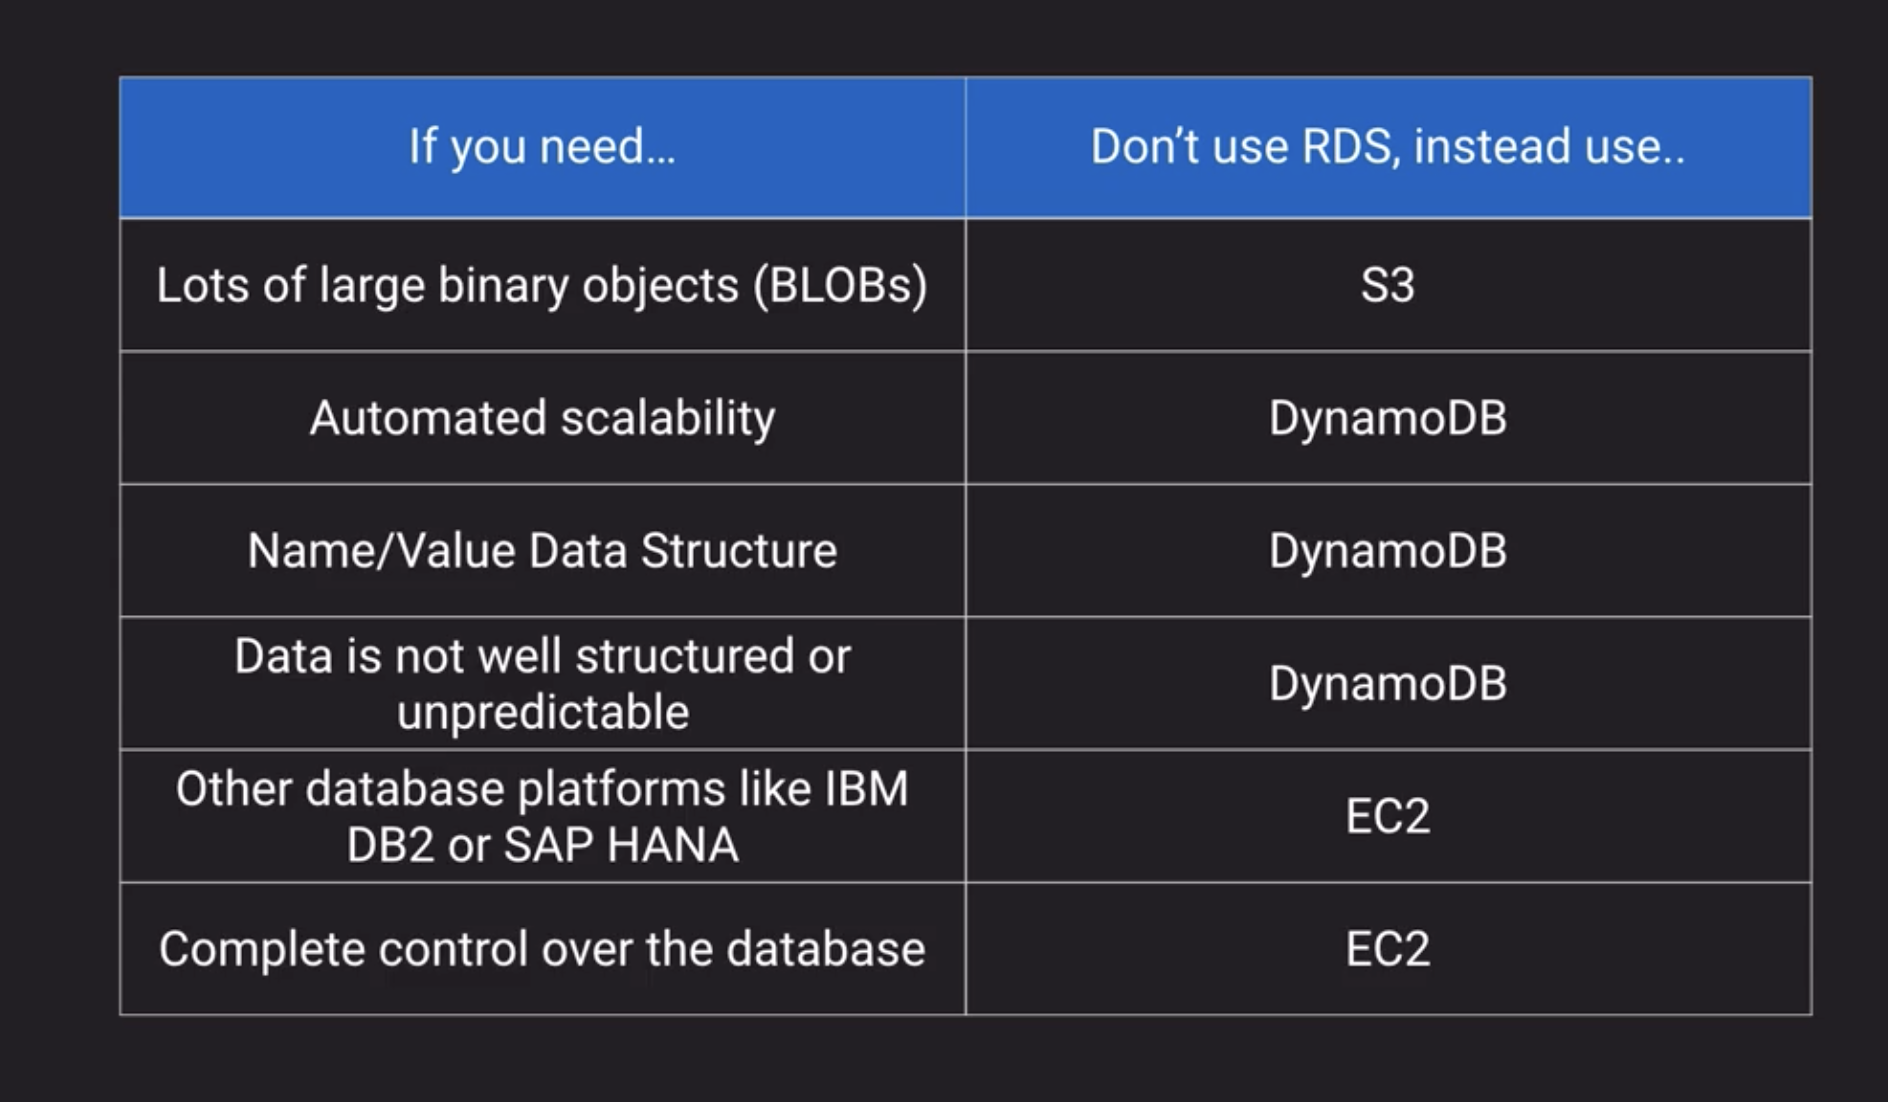 If you need...
Don't use RDS, instead use..
Lots of large binary objects (BLOBs)
S3
Automated scalability
DynamoDB
Name/Value Data Structure
DynamoDB
Data is not well structured or
unpredictable
DynamoDB
Other database platforms like IBM
DB2 or SAP HANA
EC2
Complete control over the database
EC2